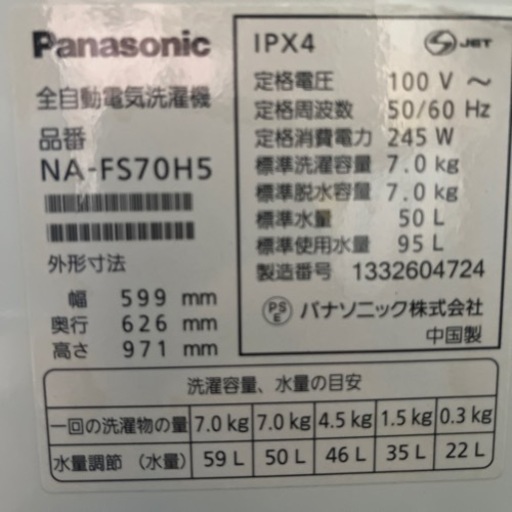 Panasonic
全自動電気洗濯機
品番
NA-FS70H5
外形寸法
幅 599 mm
奥行 626 mm
高さ 971 mm
IPX4 JET
定格電圧 100 V ～
定格周波数 50/60 Hz
定格消費電力 245 W
標準洗濯容量 7.0 kg
標準脱水容量 7.0 kg
標準水量 50 L
標準使用水量 95 L
製造番号 1332604724
PSE パナソニック株式会社
中国製
洗濯容量、水量の目安
一回の洗濯物の量 7.0 kg 7.0 kg 4.5 kg 1.5 kg 0.3 kg
水量調節 （水量） 59 L 50 L 46 L 35 L 22 L